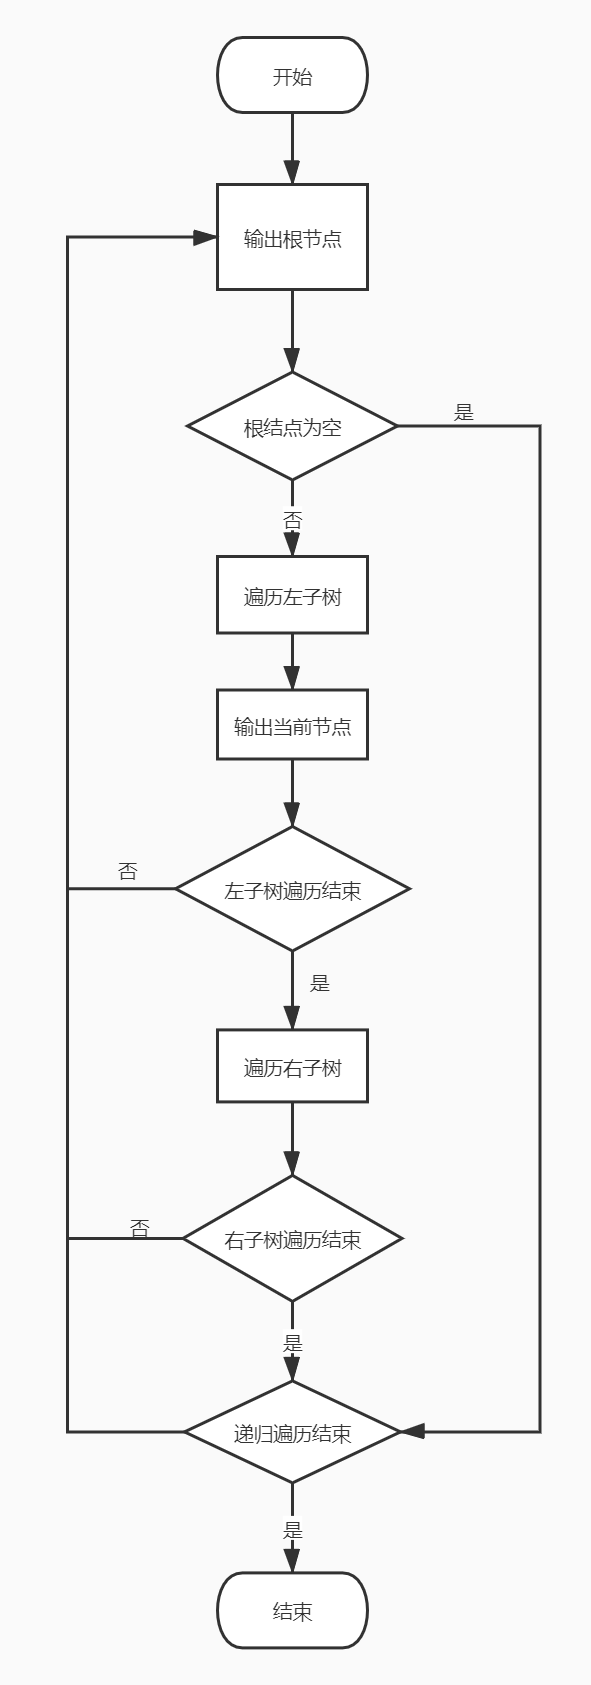 开始
输出根节点
根结点为空
是
否
遍历左子树
输出当前节点
左子树遍历结束
否
是
遍历右子树
右子树遍历结束
否
是
递归遍历结束
是
结束